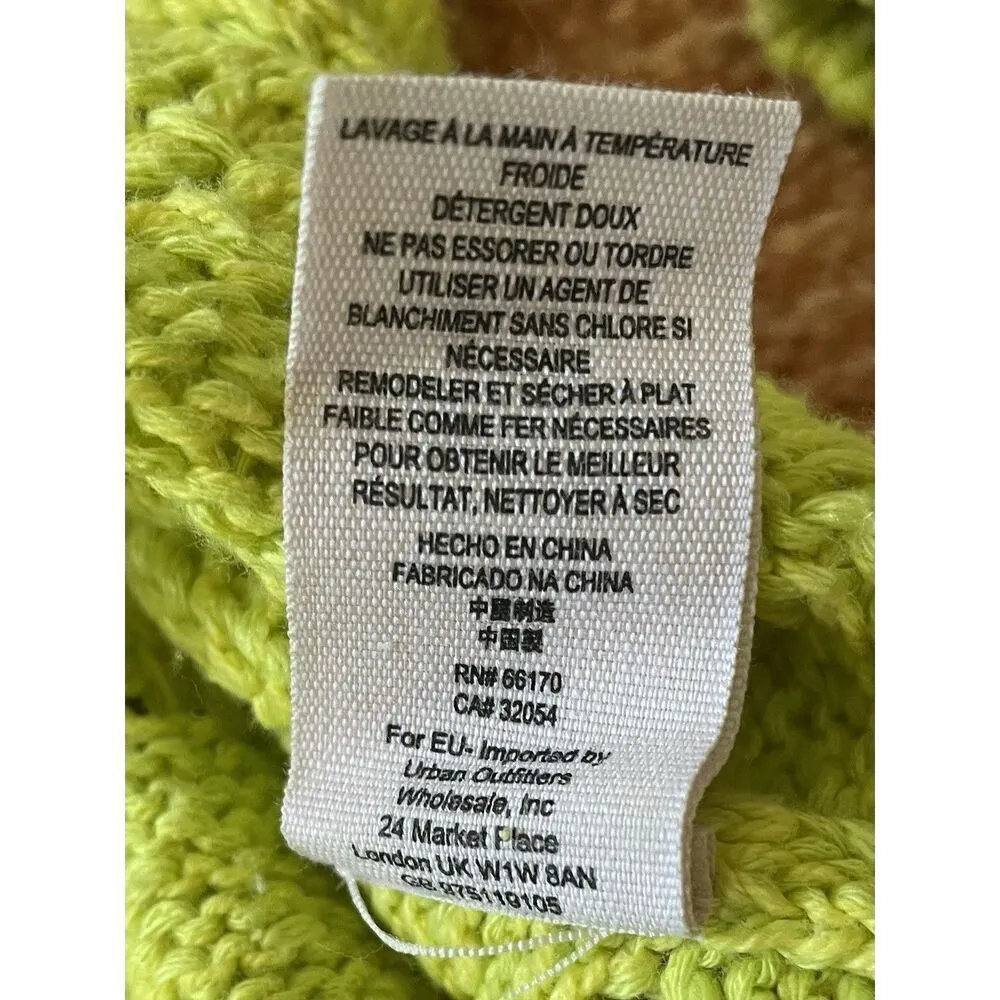 LAVAGE À LA MAIN À TEMPÉRATURE
FROIDE
DÉTERGENT DOUX
NE PAS ESSORER OU TORDRE
UTILISER UN AGENT DE
BLANCHIMENT SANS CHLORE SI
NÉCESSAIRE
REMODELER ET SÉCHER À PLAT
FAIBLE COMME FER NÉCESSAIRES
POUR OBTENIR LE MEILLEUR
RÉSULTAT, NETTOYER À SEC
HECHO EN CHINA
FABRICADO NA CHINA
中國制造
中国製
RN# 66170
CA# 32054
For EU- Imported by
Urban Outfitters
Wholesale, Inc
24 Market Place
London UK W1W 8AN
GB 975119105